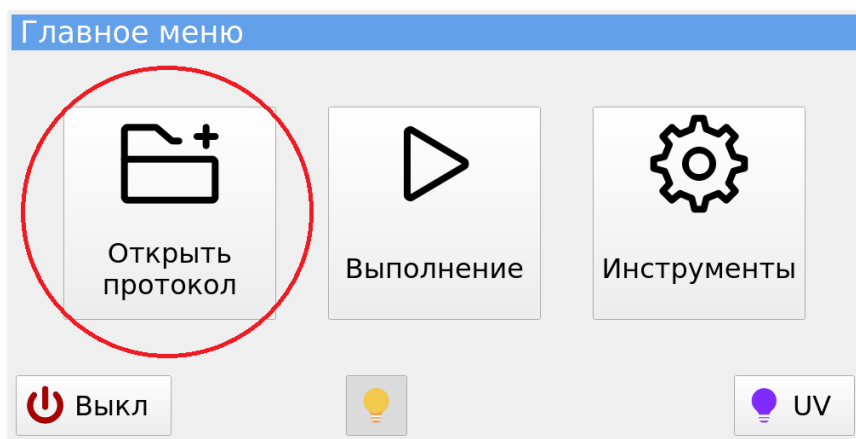 Главное меню
Открыть
протокол
Выполнение
Инструменты
Выкл
UV